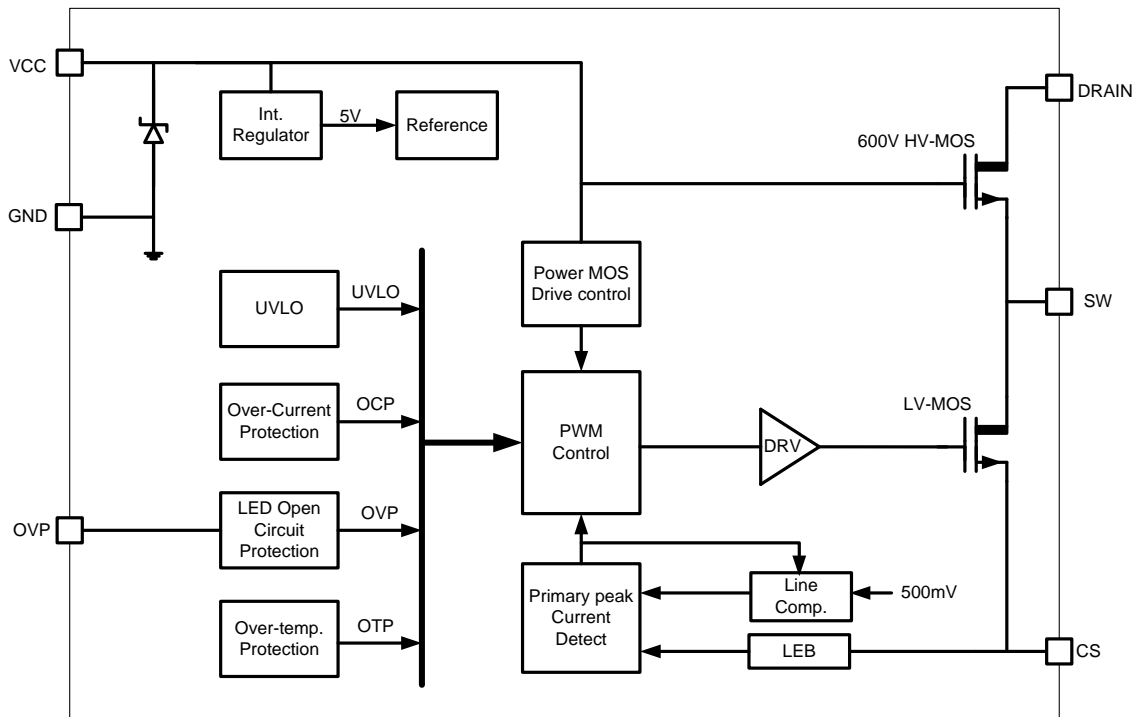 VCC
DRAIN
Int.
Regulator
5V
Reference
600V HV-MOS
GND
Power MOS
Drive control
UVLO
UVLO
SW
Over-Current
Protection
OCP
PWM
Control
DRV
LV-MOS
OVP
LED Open
Circuit
Protection
OVP
Primary peak
Current
Detect
Line
Comp.
500mV
Over-temp.
Protection
OTP
LEB
CS